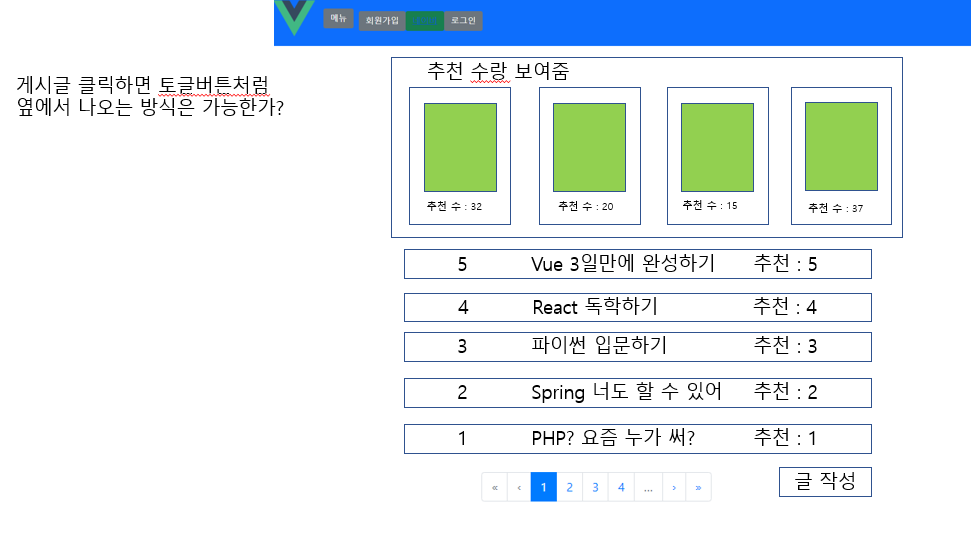 메뉴 회원가입 로그인
게시글 클릭하면 토글버튼처럼
옆에서 나오는 방식은 가능한가?
추천 수랑 보여줌
추천 수 : 32 추천 수 : 20 추천 수 : 15 추천 수 : 37
5 Vue 3일만에 완성하기 추천 : 5
4 React 독학하기 추천 : 4
3 파이썬 입문하기 추천 : 3
2 Spring 너도 할 수 있어 추천 : 2
1 PHP? 요즘 누가 써? 추천 : 1
« ‹ 1 2 3 4 ... › »
글 작성